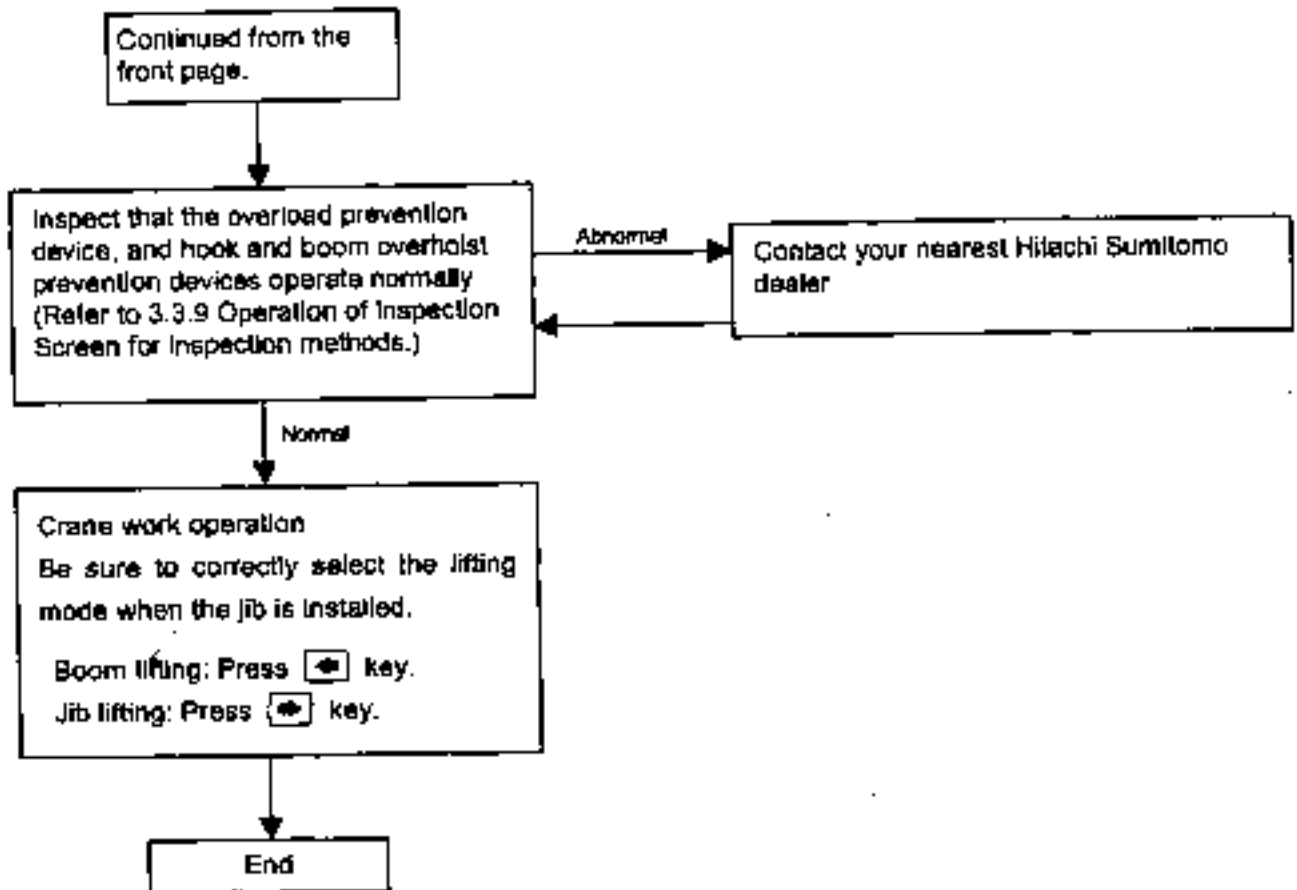 Continued from the
front page.
Inspect that the overload prevention
device, and hook and boom overhoist
prevention devices operate normally
(Refer to 3.3.9 Operation of Inspection
Screen for Inspection methods.)
Abnormal
Contact your nearest Hitachi Sumitomo
dealer
Normal
Crane work operation
Be sure to correctly select the lifting
mode when the jib is installed.
Boom lifting: Press key.
Jib lifting: Press key.
End